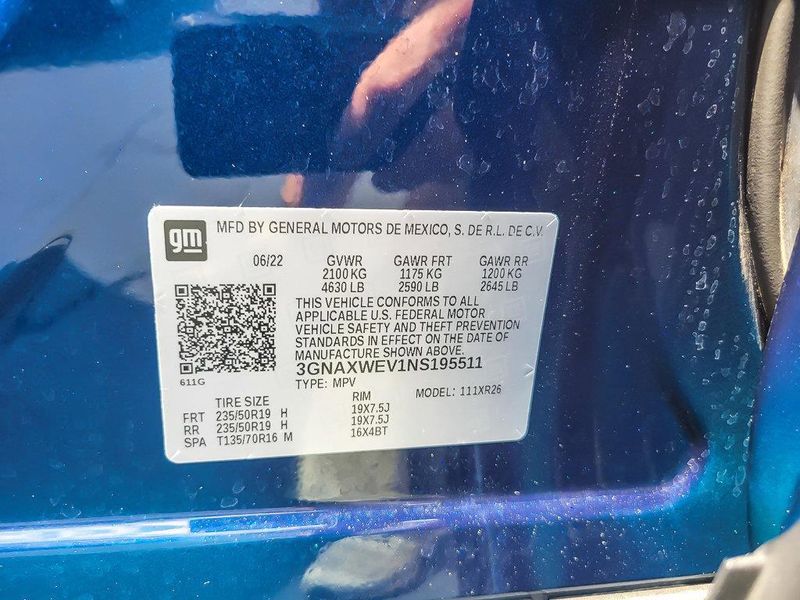 gm MFD BY GENERAL MOTORS DE MEXICO, S. DE R.L. DE C.V.
06/22 GVWR GAWR FRT GAWR RR
2100 KG 1175 KG 1200 KG
4630 LB 2590 LB 2645 LB
THIS VEHICLE CONFORMS TO ALL
APPLICABLE U.S. FEDERAL MOTOR
VEHICLE SAFETY AND THEFT PREVENTION
STANDARDS IN EFFECT ON THE DATE OF
MANUFACTURE SHOWN ABOVE.
3GNAXWEV1NS195511
611G
TYPE: MPV MODEL: 111XR26
TIRE SIZE RIM
FRT 235/50R19 H 19X7.5J
RR 235/50R19 H 19X7.5J
SPA T135/70R16 M 16X4BT